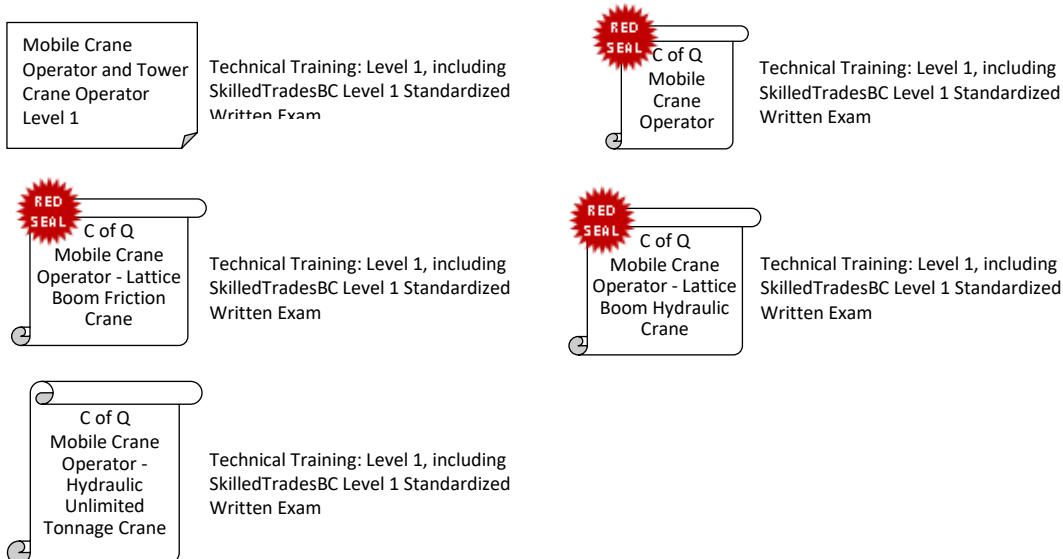 Mobile Crane
Operator and Tower
Crane Operator
Level 1
Technical Training: Level 1, including
SkilledTradesBC Level 1 Standardized
Written Exam
RED
SEAL
C of Q
Mobile
Crane
Operator
Technical Training: Level 1, including
SkilledTradesBC Level 1 Standardized
Written Exam
RED
SEAL
C of Q
Mobile Crane
Operator - Lattice
Boom Friction
Crane
Technical Training: Level 1, including
SkilledTradesBC Level 1 Standardized
Written Exam
RED
SEAL
C of Q
Mobile Crane
Operator - Lattice
Boom Hydraulic
Crane
Technical Training: Level 1, including
SkilledTradesBC Level 1 Standardized
Written Exam
C of Q
Mobile Crane
Operator -
Hydraulic
Unlimited
Tonnage Crane
Technical Training: Level 1, including
SkilledTradesBC Level 1 Standardized
Written Exam